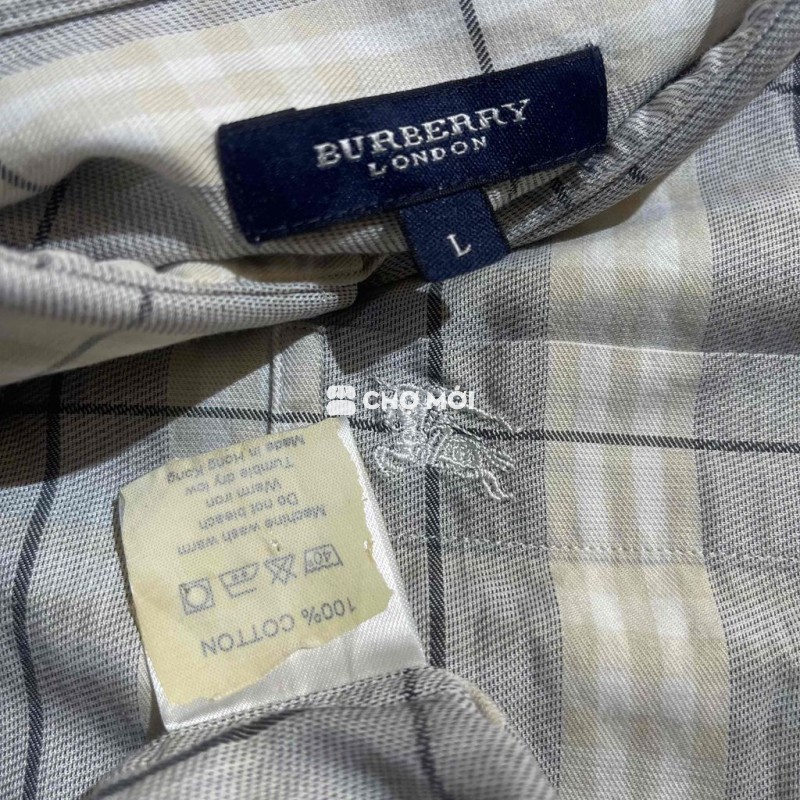 BURBERRY
LONDON
L
CHỢ MỚI
100% COTTON
40°
Machine wash warm
Do not bleach
Warm iron
Tumble dry low
Made in Hong Kong